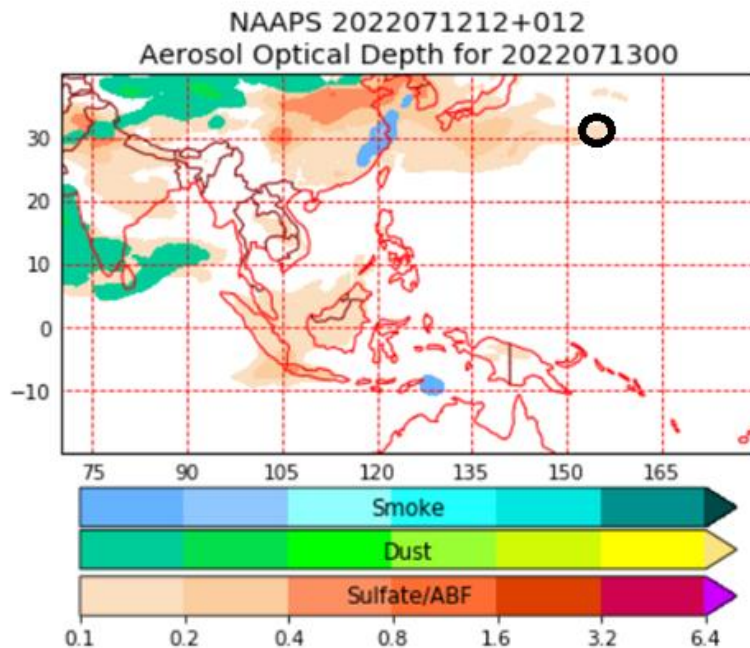 NAAPS 2022071212+012
Aerosol Optical Depth for 2022071300
30
20
10
0
−10
75 90 105 120 135 150 165
Smoke
Dust
Sulfate/ABF
0.1 0.2 0.4 0.8 1.6 3.2 6.4